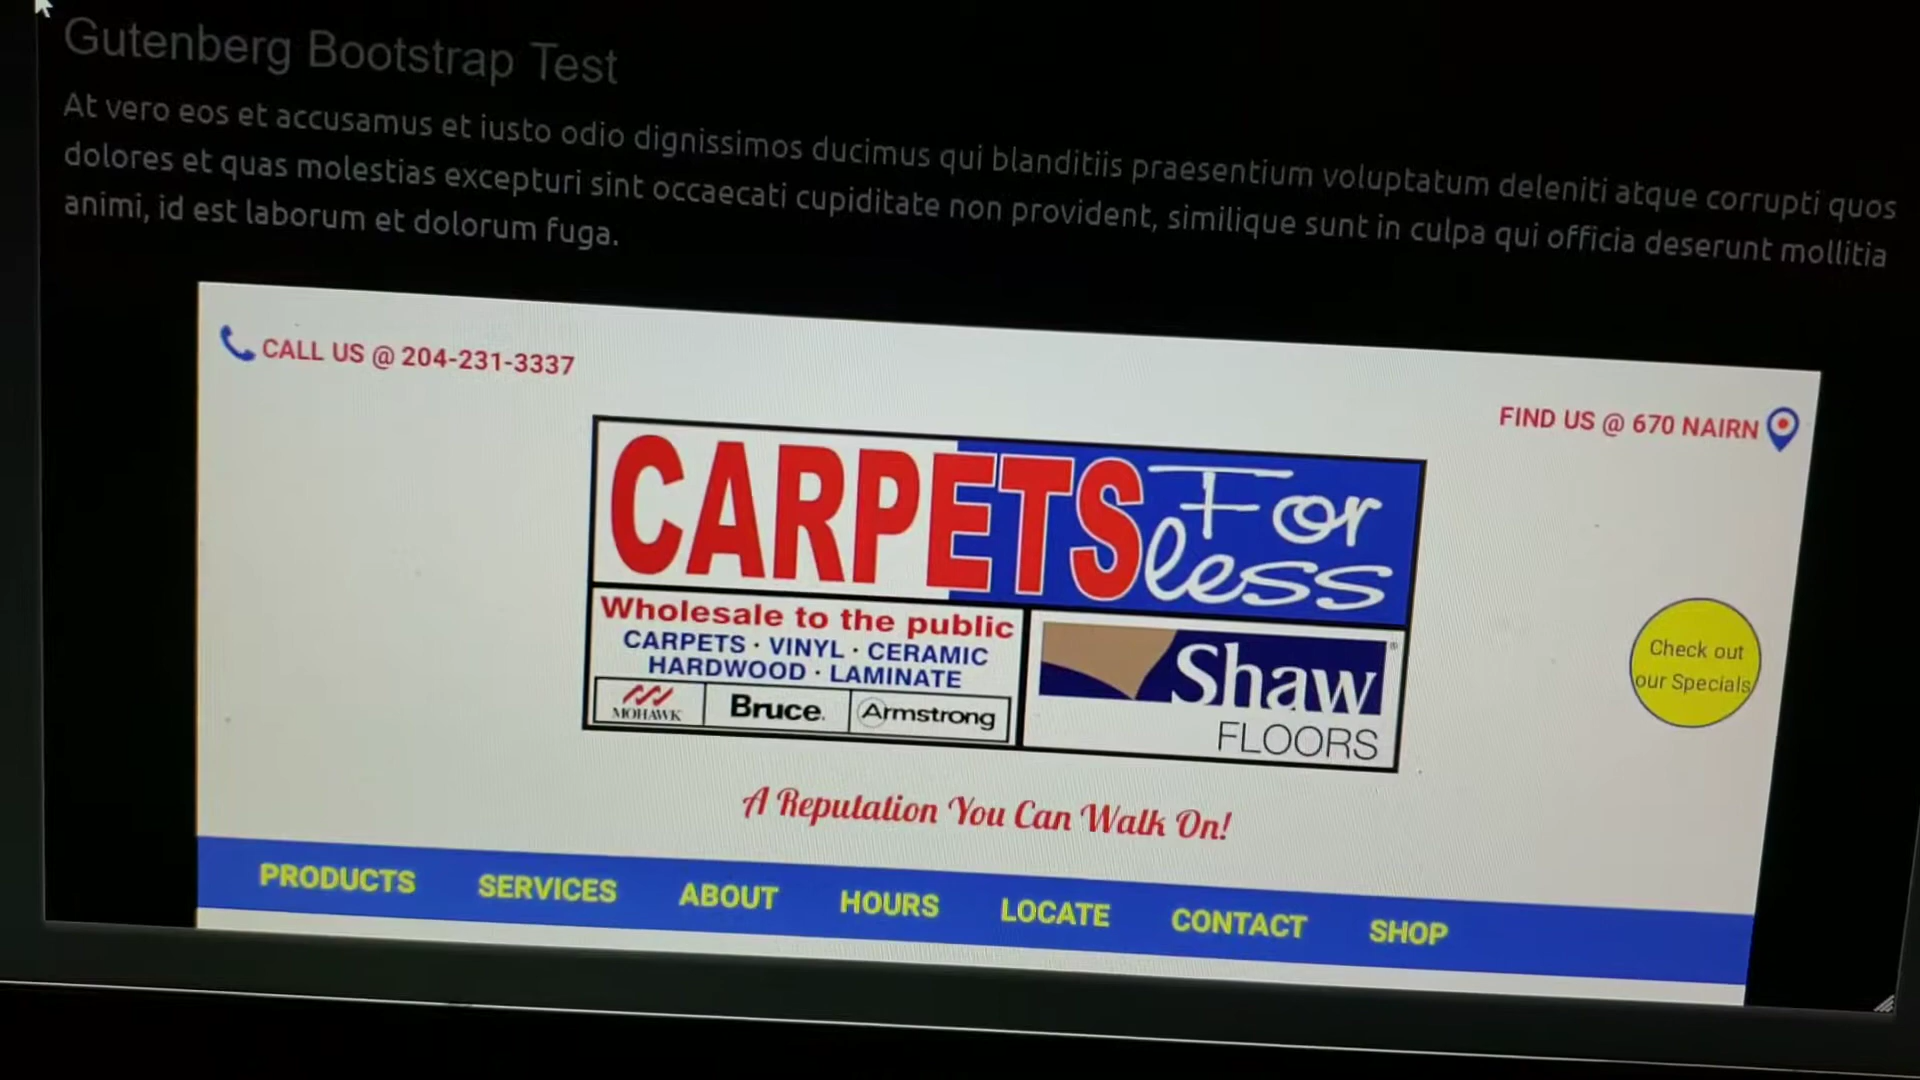 Gutenberg Bootstrap Test
At vero eos et accusamus et iusto odio dignissimos ducimus qui blanditiis praesentium voluptatum deleniti atque corrupti quos
dolores et quas molestias excepturi sint occaecati cupiditate non provident, similique sunt in culpa qui officia deserunt mollitia
animi, id est laborum et dolorum fuga.
CALL US @ 204-231-3337
FIND US @ 670 NAIRN
CARPETS For less
Wholesale to the public
CARPETS · VINYL · CERAMIC
HARDWOOD · LAMINATE
MOHAWK
Bruce.
Armstrong
Shaw®
FLOORS
Check out
our Specials
A Reputation You Can Walk On!
PRODUCTS SERVICES ABOUT HOURS LOCATE CONTACT SHOP